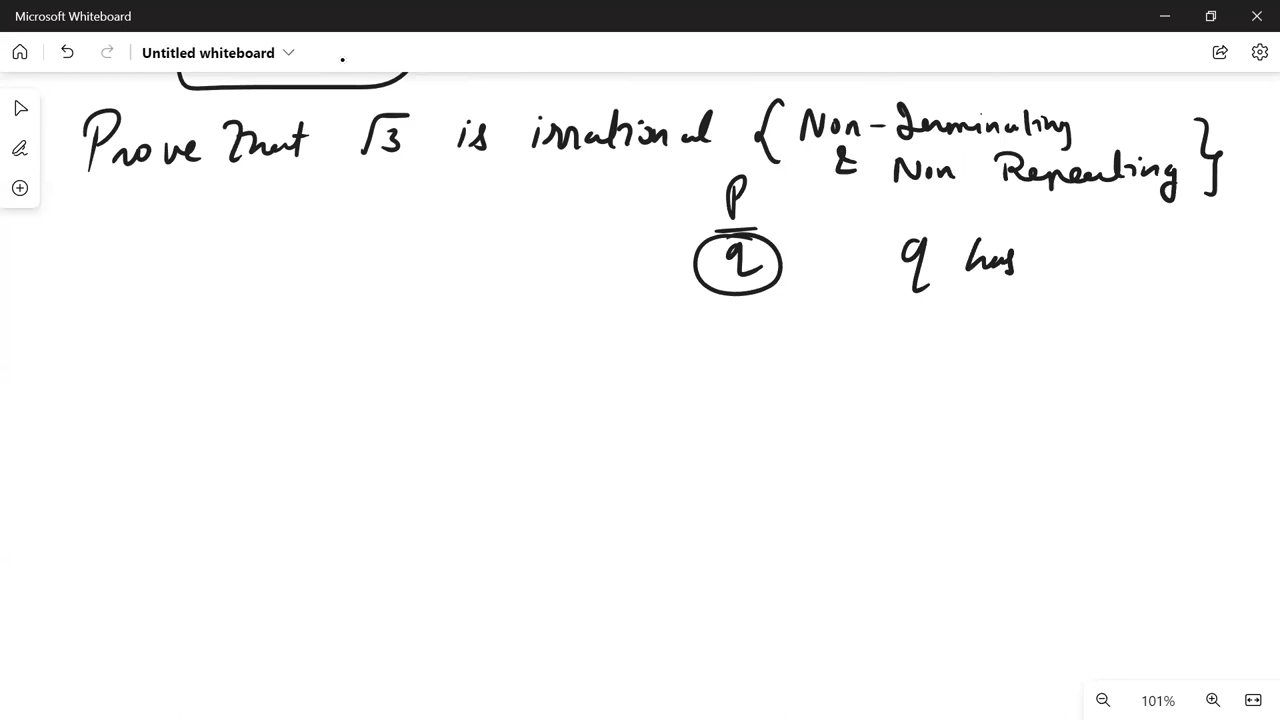 Microsoft Whiteboard
Untitled whiteboard
Prove that √3 is irrational { Non-terminating
& Non Repeating }
p
q
q has
101%